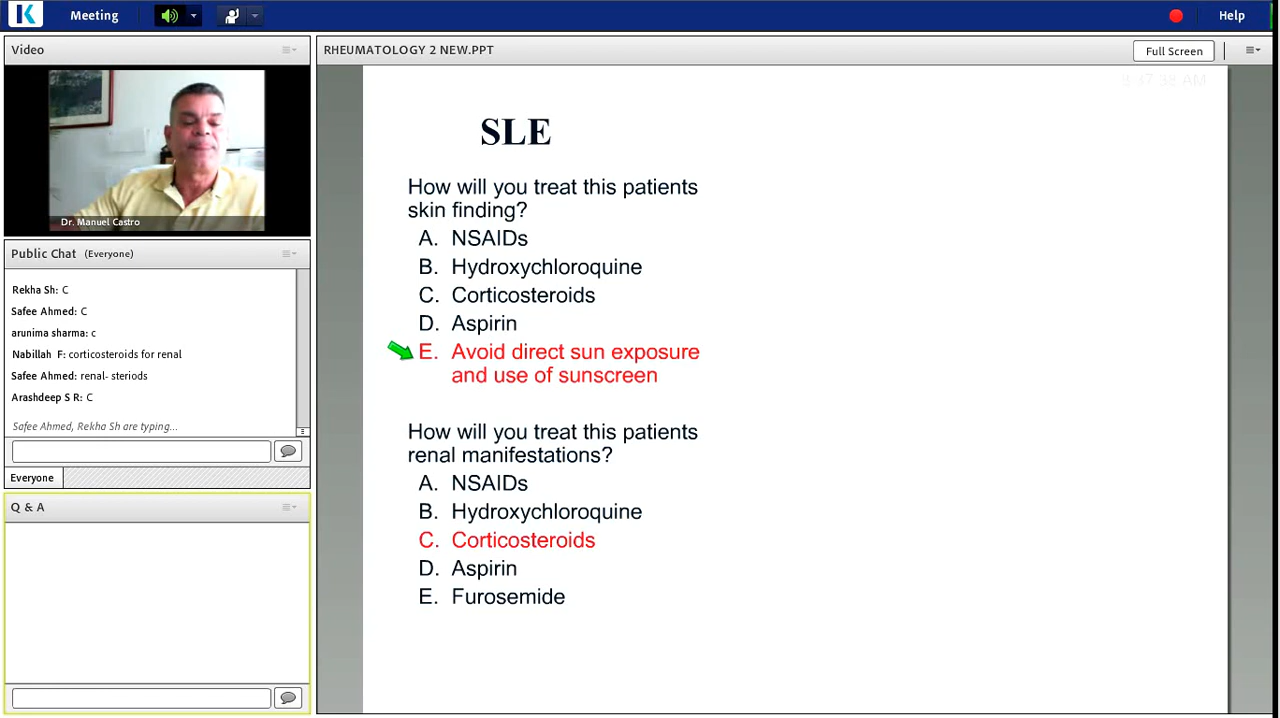 K Meeting Help
Video
Dr. Manuel Castro
Public Chat (Everyone)
Rekha Sh: C
Safee Ahmed: C
arunima sharma: c
Nabillah F: corticosteroids for renal
Safee Ahmed: renal- steriods
Arashdeep S R: C
Safee Ahmed, Rekha Sh are typing...
Everyone
Q & A
RHEUMATOLOGY 2 NEW.PPT
Full Screen
SLE
How will you treat this patients
skin finding?
A. NSAIDs
B. Hydroxychloroquine
C. Corticosteroids
D. Aspirin
E. Avoid direct sun exposure
and use of sunscreen
How will you treat this patients
renal manifestations?
A. NSAIDs
B. Hydroxychloroquine
C. Corticosteroids
D. Aspirin
E. Furosemide